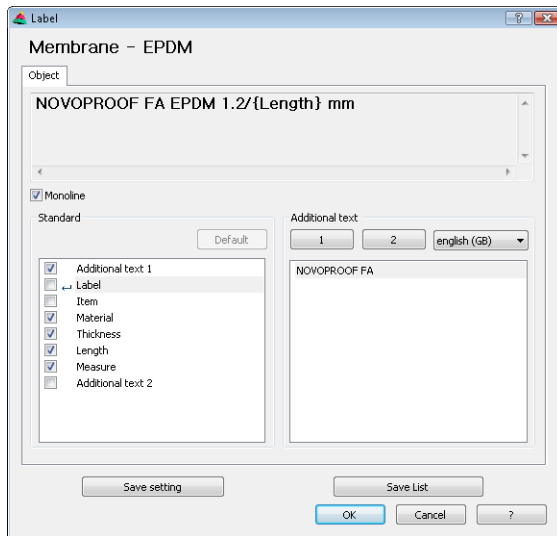 Label
?
Membrane - EPDM
Object
NOVOPROOF FA EPDM 1.2/{Length} mm
Monoline
Standard
Default
Additional text 1
Label
Item
Material
Thickness
Length
Measure
Additional text 2
Additional text
1 2 english (GB)
NOVOPROOF FA
Save setting Save List
OK Cancel ?